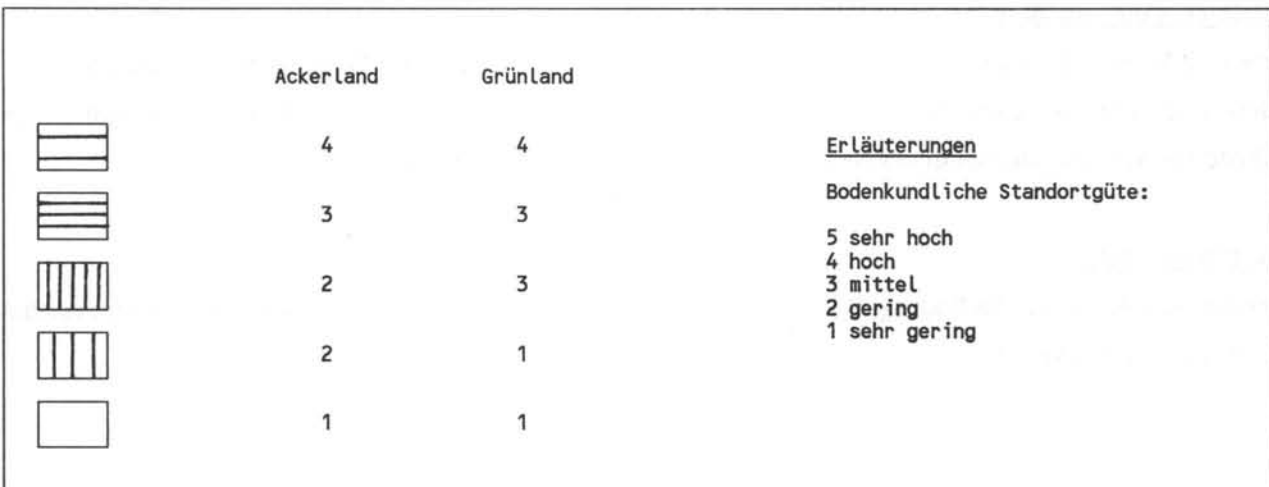 Ackerland Grünland
4 4
3 3
2 3
2 1
1 1
Erläuterungen
Bodenkundliche Standortgüte:
5 sehr hoch
4 hoch
3 mittel
2 gering
1 sehr gering